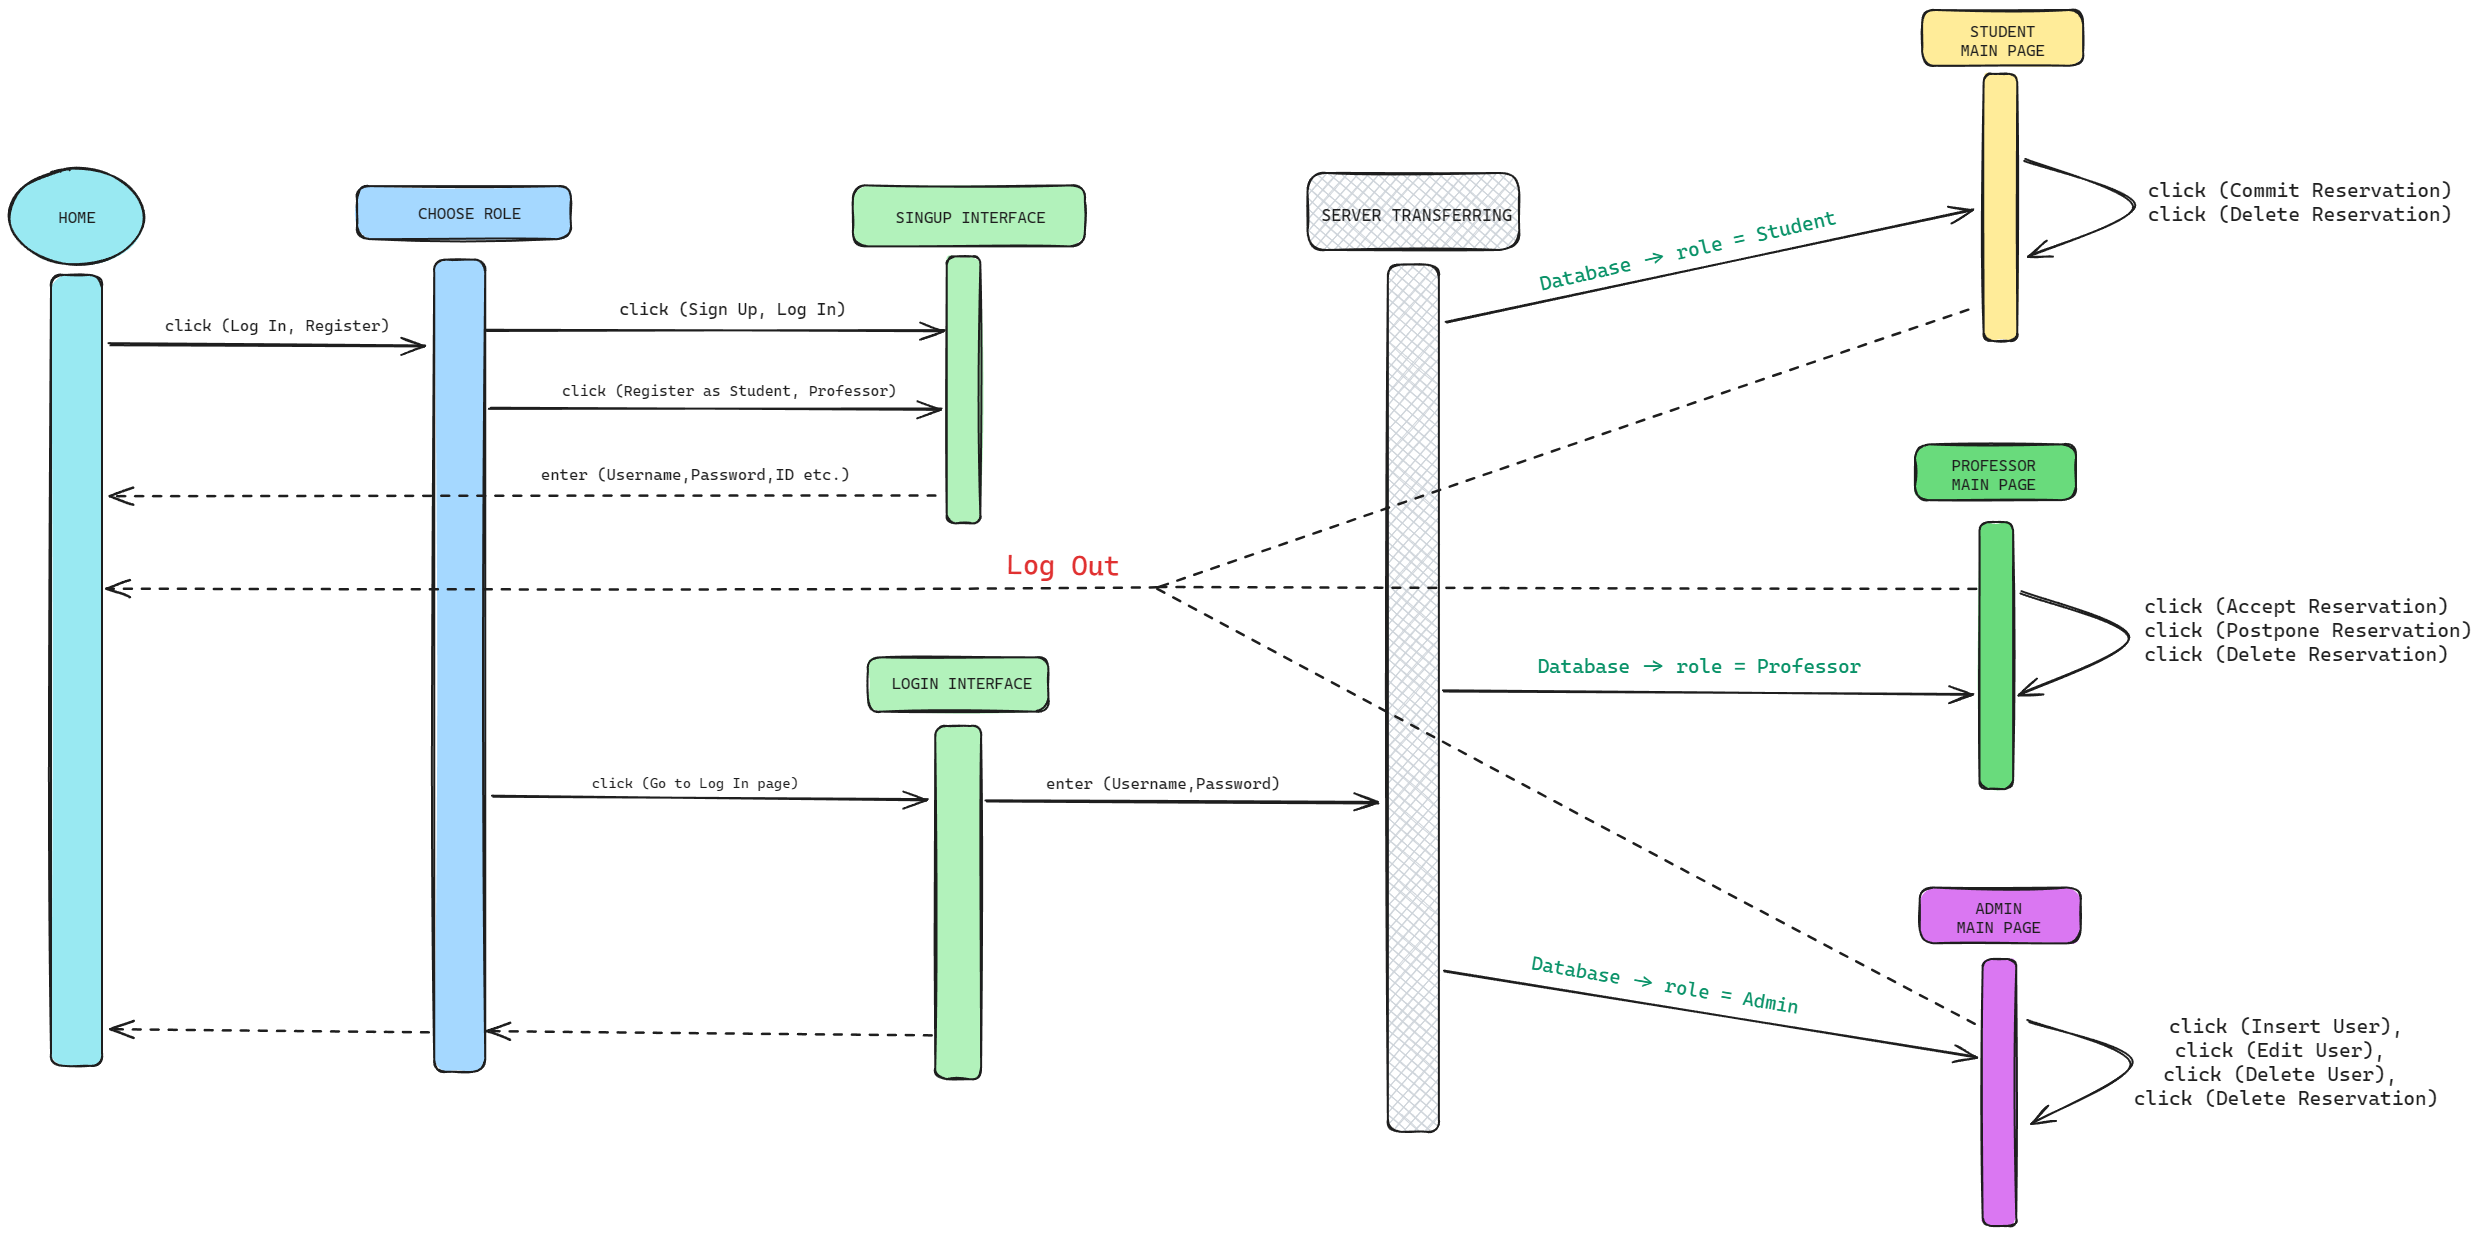 STUDENT
MAIN PAGE
HOME
CHOOSE ROLE
SINGUP INTERFACE
SERVER TRANSFERRING
click (Commit Reservation)
click (Delete Reservation)
Database → role = Student
click (Log In, Register)
click (Sign Up, Log In)
click (Register as Student, Professor)
enter (Username,Password,ID etc.)
PROFESSOR
MAIN PAGE
Log Out
click (Accept Reservation)
click (Postpone Reservation)
click (Delete Reservation)
Database → role = Professor
LOGIN INTERFACE
click (Go to Log In page)
enter (Username,Password)
ADMIN
MAIN PAGE
Database → role = Admin
click (Insert User),
click (Edit User),
click (Delete User),
click (Delete Reservation)